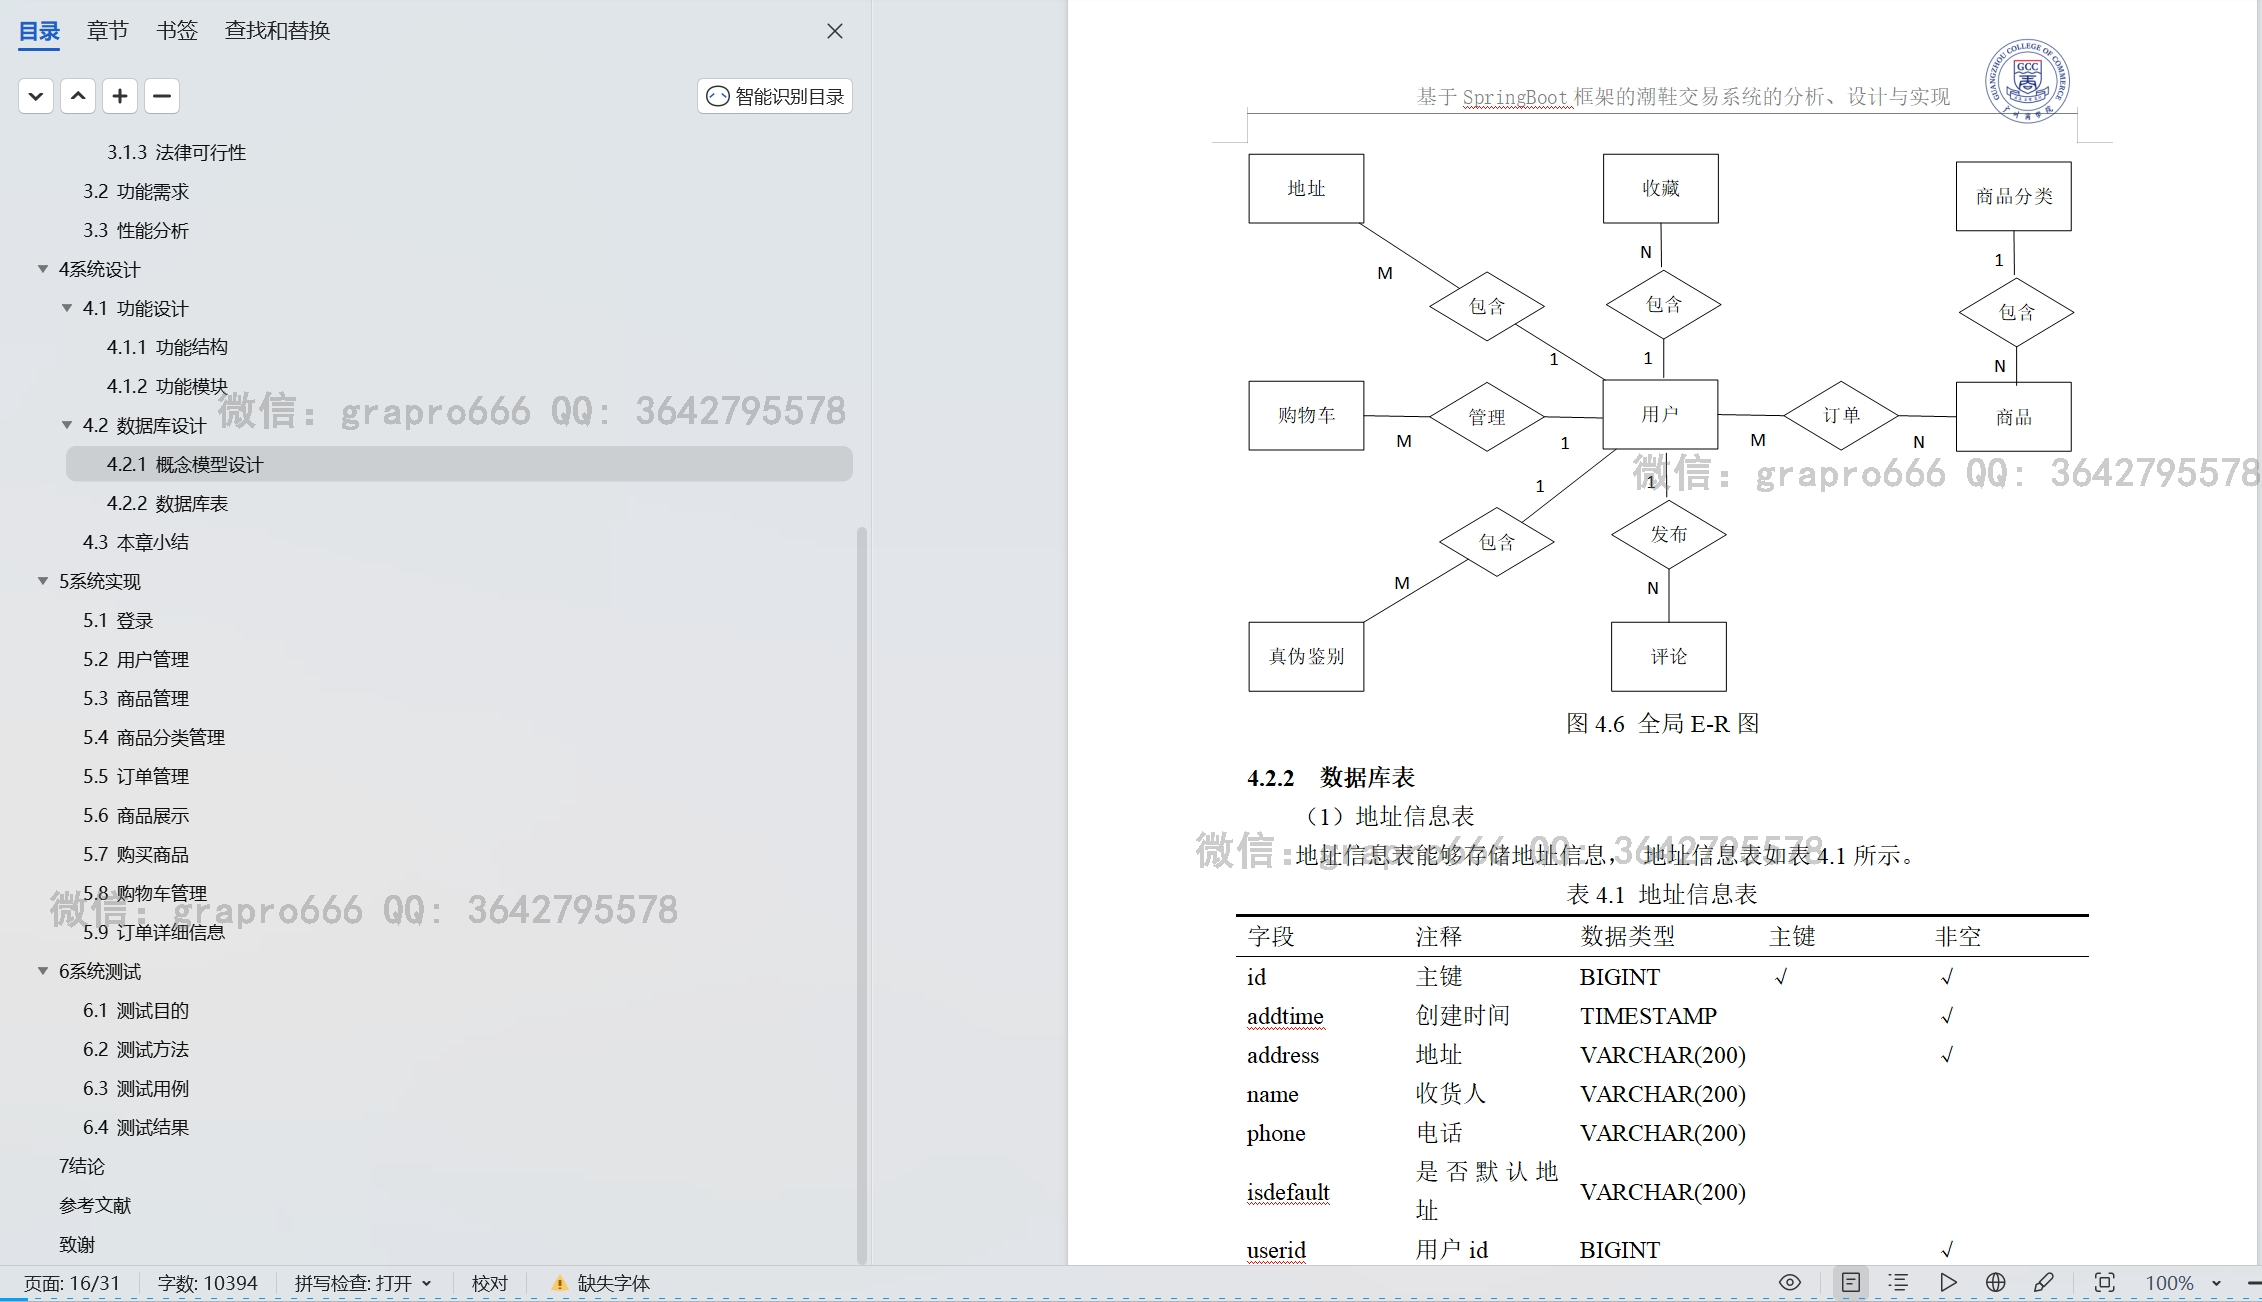 目录 章节 书签 查找和替换
智能识别目录
3.1.3 法律可行性
3.2 功能需求
3.3 性能分析
4系统设计
4.1 功能设计
4.1.1 功能结构
4.1.2 功能模块
微信: grapro666 QQ: 3642795578
4.2 数据库设计
4.2.1 概念模型设计
4.2.2 数据库表
4.3 本章小结
5系统实现
5.1 登录
5.2 用户管理
5.3 商品管理
5.4 商品分类管理
5.5 订单管理
5.6 商品展示
5.7 购买商品
5.8 购物车管理
微信: grapro666 QQ: 3642795578
5.9 订单详细信息
6系统测试
6.1 测试目的
6.2 测试方法
6.3 测试用例
6.4 测试结果
7结论
参考文献
致谢
基于 SpringBoot 框架的潮鞋交易系统的分析、设计与实现
GUANGZHOU COLLEGE OF COMMERCE
GCC
地址 收藏 商品分类
N
1
M
包含 包含 包含
1 1 N
购物车 管理 用户 订单 商品
M 1 M N
微信: grapro666 QQ: 3642795578
1 1
包含 发布
M N
真伪鉴别 评论
图 4.6 全局 E-R 图
4.2.2 数据库表
（1）地址信息表
微信: grapro666 QQ: 3642795578
地址信息表能够存储地址信息， 地址信息表如表 4.1 所示。
表 4.1 地址信息表
字段 注释 数据类型 主键 非空
id 主键 BIGINT √ √
addtime 创建时间 TIMESTAMP √
address 地址 VARCHAR(200) √
name 收货人 VARCHAR(200)
phone 电话 VARCHAR(200)
isdefault 是否默认地址 VARCHAR(200)
userid 用户 id BIGINT √
页面: 16/31 字数: 10394 拼写检查: 打开 校对 缺失字体 100%